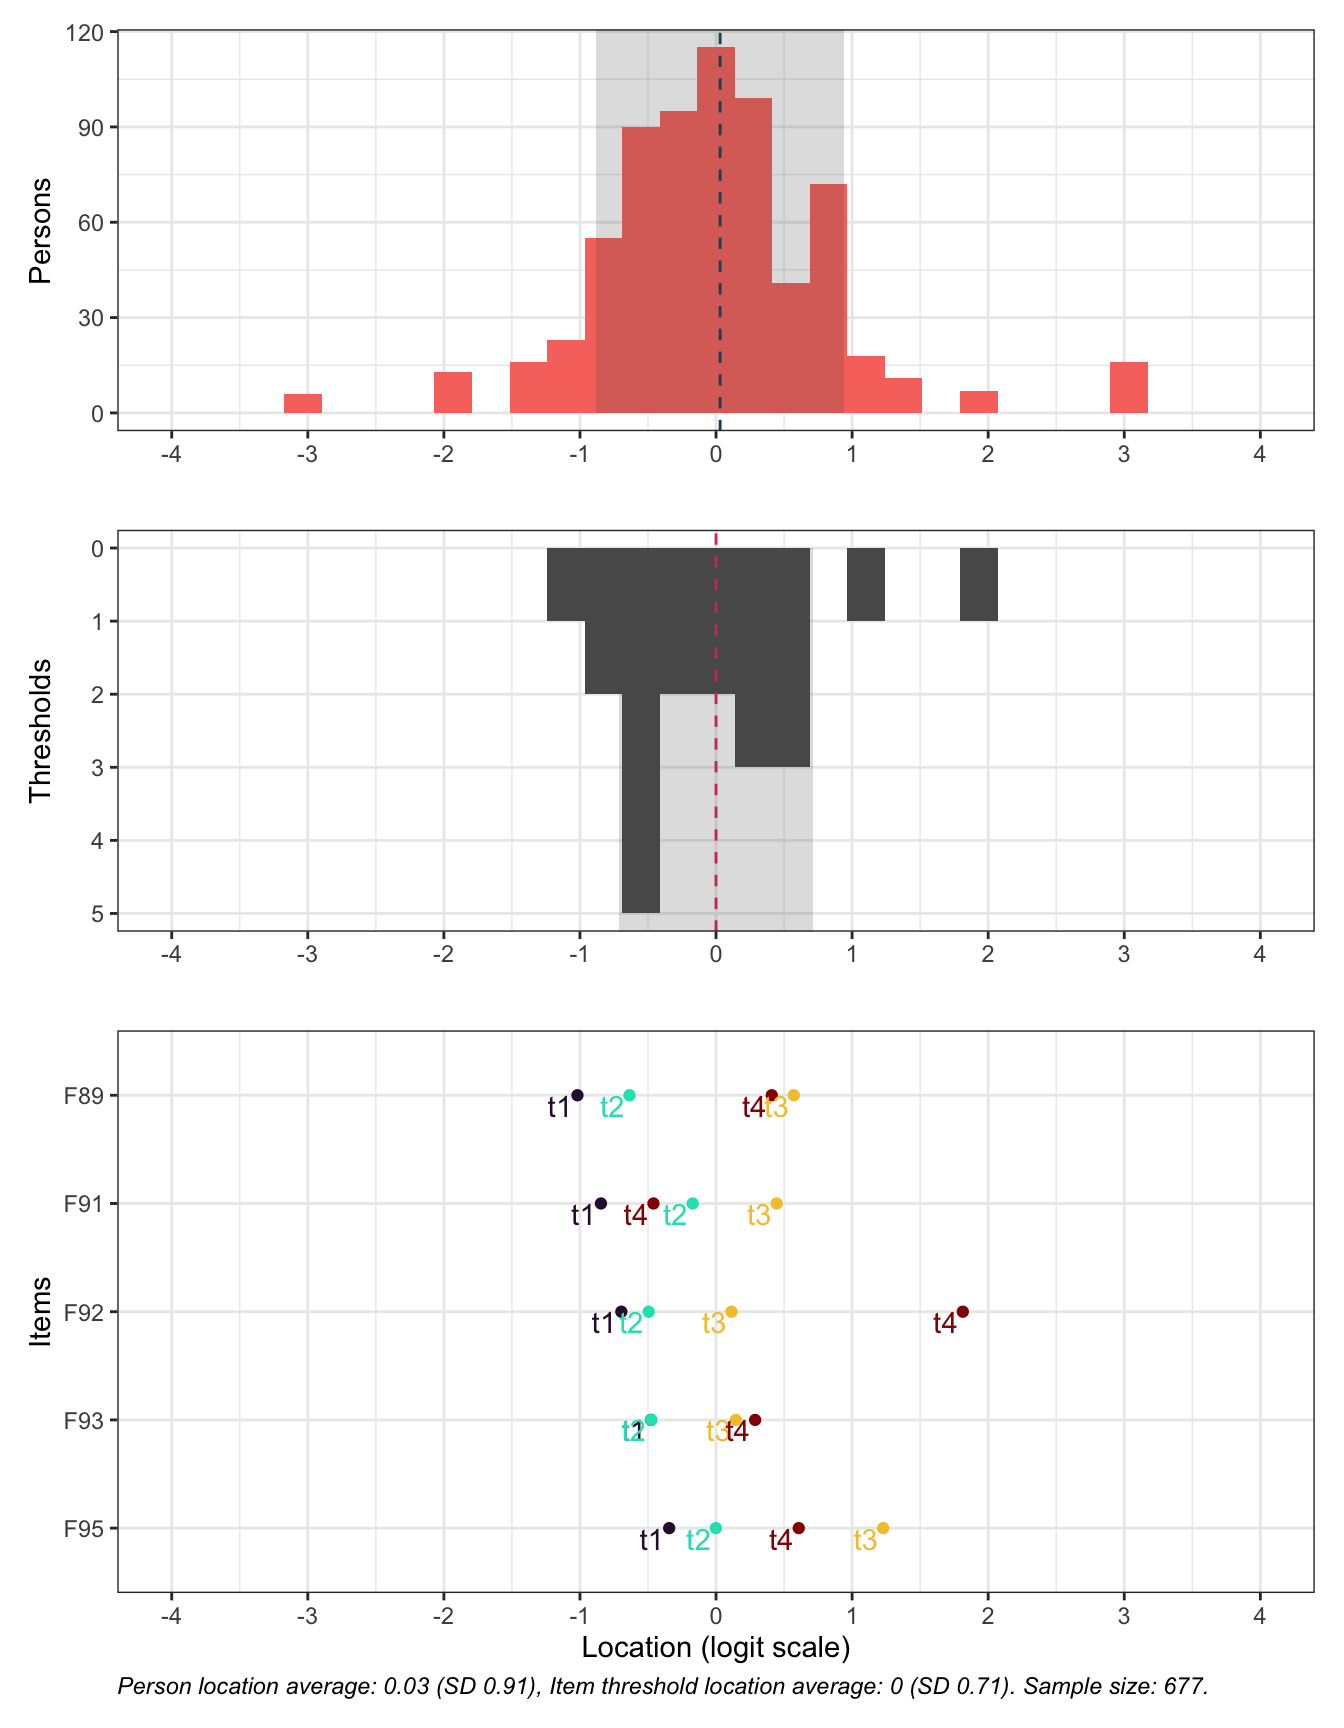 Persons
120
90
60
30
0
-4 -3 -2 -1 0 1 2 3 4
Thresholds
0
1
2
3
4
5
-4 -3 -2 -1 0 1 2 3 4
Items
F89 t1 t2 t4 t3
F91 t1 t4 t2 t3
F92 t1 t2 t3 t4
F93 t2 t3 t4
F95 t1 t2 t4 t3
-4 -3 -2 -1 0 1 2 3 4
Location (logit scale)
Person location average: 0.03 (SD 0.91), Item threshold location average: 0 (SD 0.71). Sample size: 677.